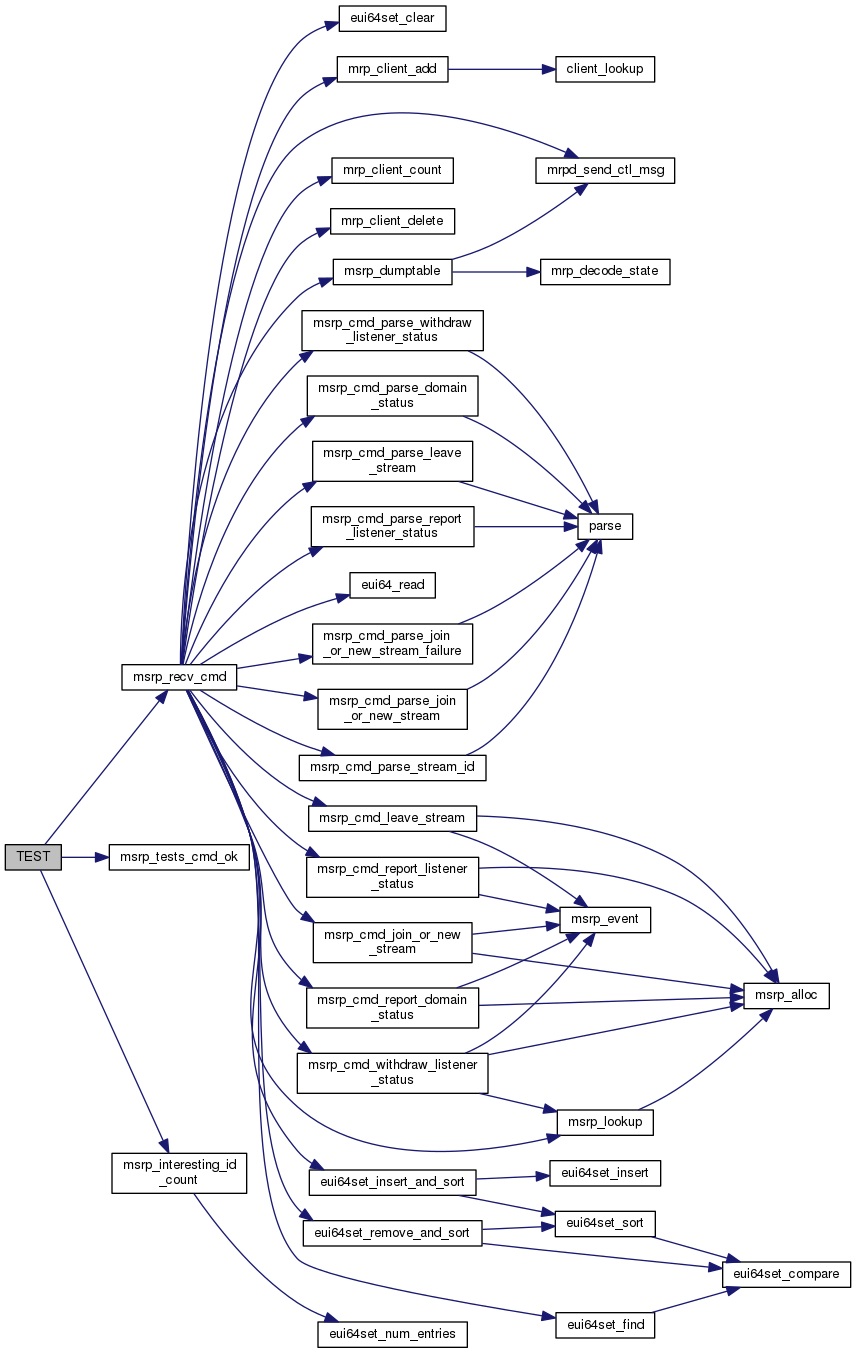 eui64set_clear
mrp_client_add
client_lookup
mrpd_send_ctl_msg
mrp_client_count
mrp_client_delete
msrp_dumptable
mrp_decode_state
msrp_cmd_parse_withdraw
_listener_status
msrp_cmd_parse_domain
_status
msrp_cmd_parse_leave
_stream
msrp_cmd_parse_report
_listener_status
parse
eui64_read
msrp_cmd_parse_join
_or_new_stream_failure
msrp_recv_cmd
msrp_cmd_parse_join
_or_new_stream
msrp_cmd_parse_stream_id
msrp_cmd_leave_stream
TEST
msrp_tests_cmd_ok
msrp_cmd_report_listener
_status
msrp_event
msrp_cmd_join_or_new
_stream
msrp_alloc
msrp_cmd_report_domain
_status
msrp_cmd_withdraw_listener
_status
msrp_lookup
msrp_interesting_id
_count
eui64set_insert_and_sort
eui64set_insert
eui64set_sort
eui64set_remove_and_sort
eui64set_compare
eui64set_find
eui64set_num_entries